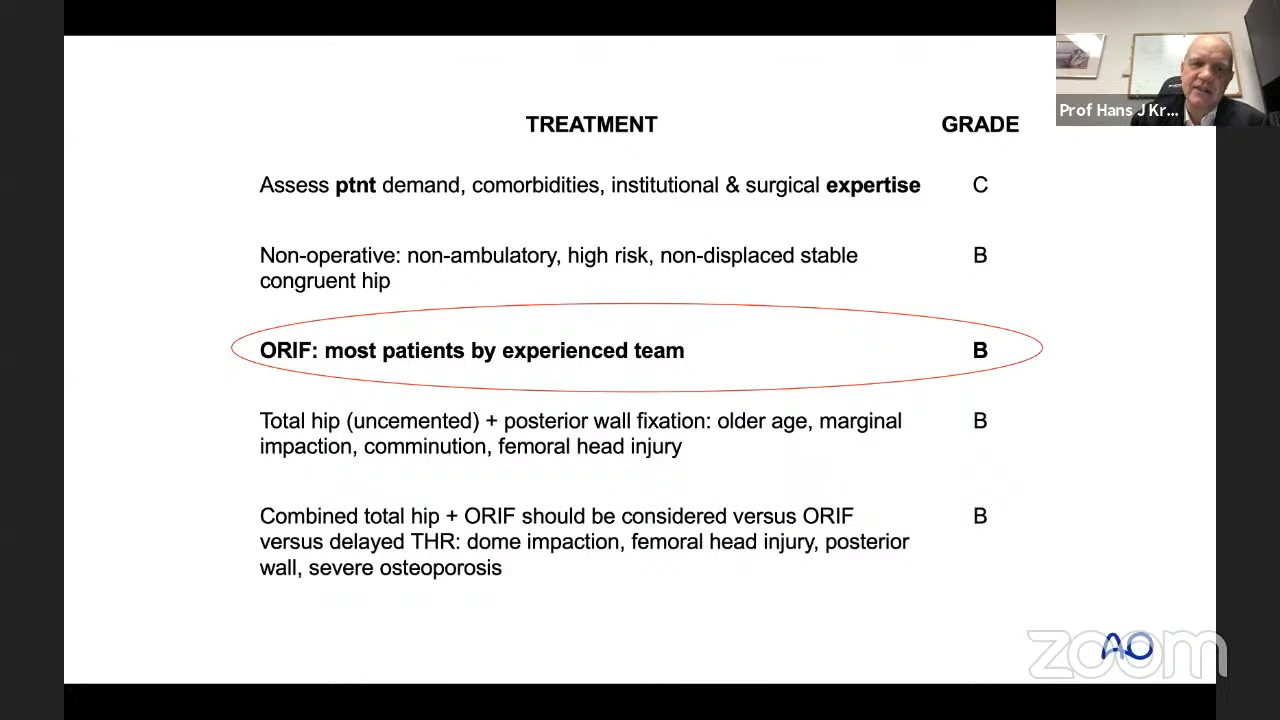 Prof Hans J Kr...
TREATMENT GRADE
Assess ptnt demand, comorbidities, institutional & surgical expertise C
Non-operative: non-ambulatory, high risk, non-displaced stable B
congruent hip
ORIF: most patients by experienced team B
Total hip (uncemented) + posterior wall fixation: older age, marginal B
impaction, comminution, femoral head injury
Combined total hip + ORIF should be considered versus ORIF B
versus delayed THR: dome impaction, femoral head injury, posterior
wall, severe osteoporosis
AO
zoom